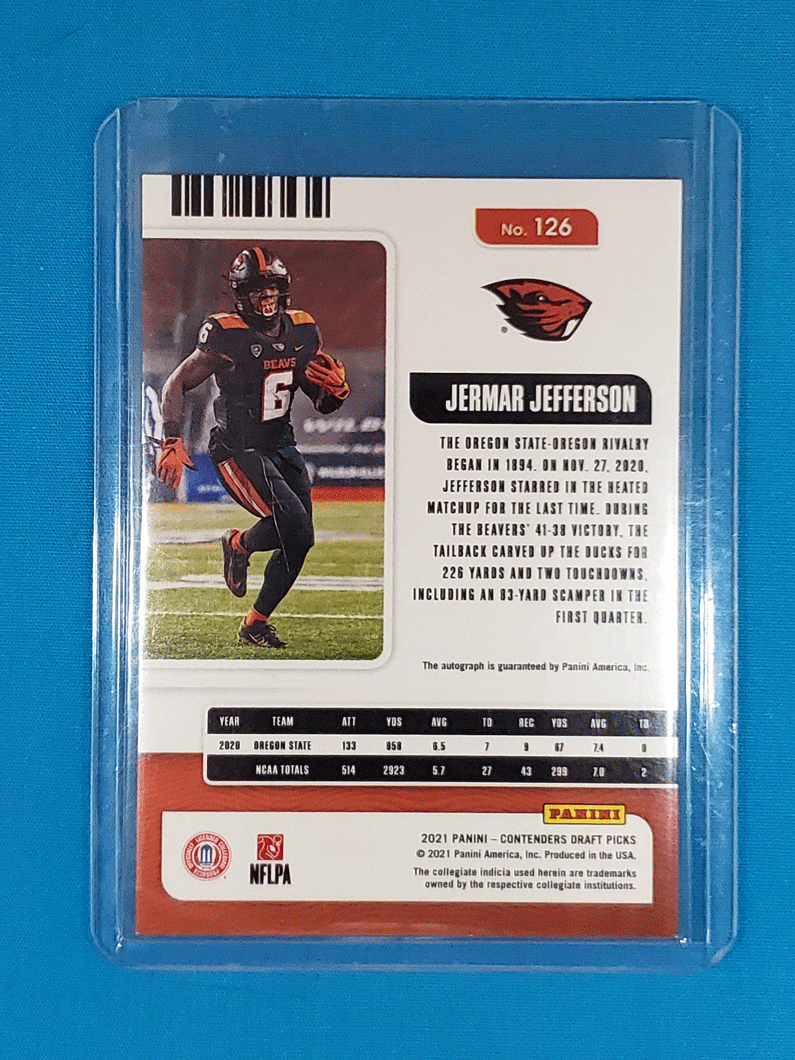 No. 126
BEAVS
6
6
JERMAR JEFFERSON
THE OREGON STATE-OREGON RIVALRY
BEGAN IN 1894. ON NOV. 27, 2020,
JEFFERSON STARRED IN THE HEATED
MATCHUP FOR THE LAST TIME. DURING
THE BEAVERS' 41-38 VICTORY, THE
TAILBACK CARVED UP THE DUCKS FOR
226 YARDS AND TWO TOUCHDOWNS,
INCLUDING AN 83-YARD SCAMPER IN THE
FIRST QUARTER.
The autograph is guaranteed by Panini America, Inc.
YEAR TEAM ATT YDS AVG TD REC YDS AVG TD
2020 OREGON STATE 133 858 6.5 7 9 67 7.4 0
NCAA TOTALS 514 2923 5.7 27 43 299 7.0 2
PANINI
2021 PANINI – CONTENDERS DRAFT PICKS
© 2021 Panini America, Inc. Produced in the USA.
The collegiate indicia used herein are trademarks
owned by the respective collegiate institutions.
OFFICIALLY LICENSED COLLEGIATE PRODUCTS
NFLPA